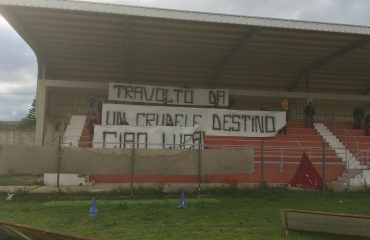 TRAVOLTO DA
UN CRUDELE DESTINO
CIAO LUCA